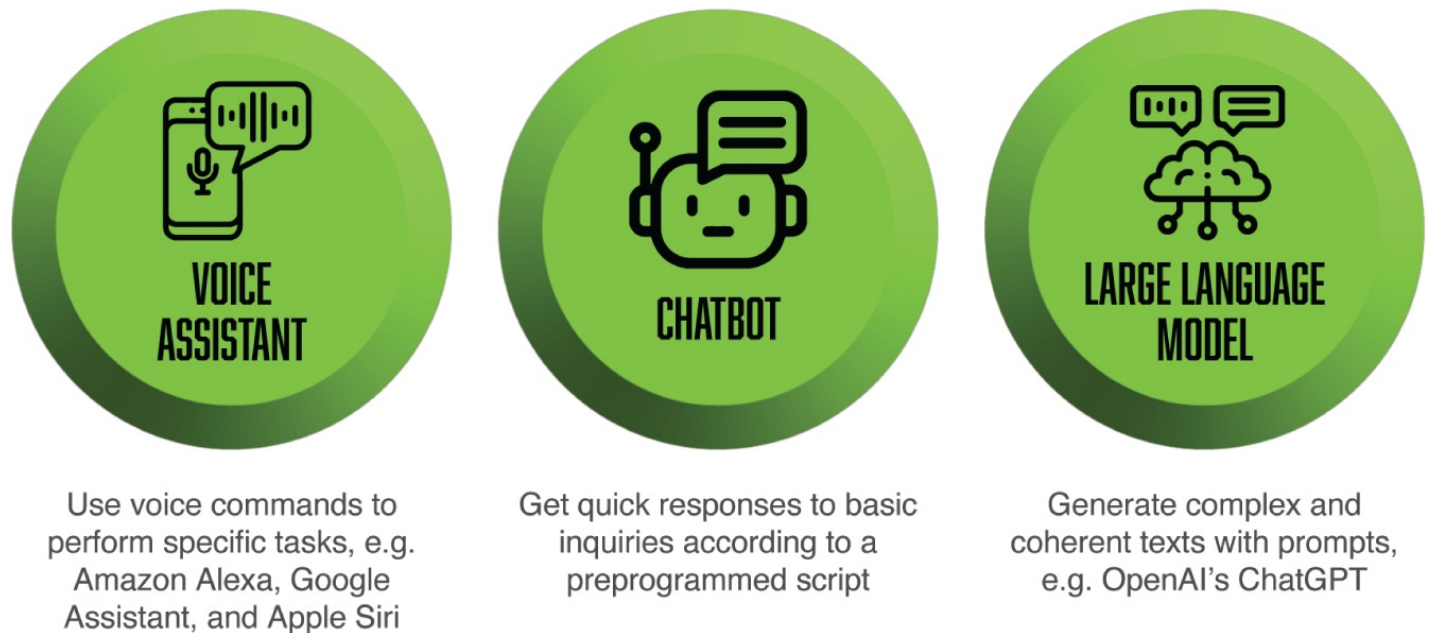 VOICE
ASSISTANT
CHATBOT
LARGE LANGUAGE
MODEL
Use voice commands to
perform specific tasks, e.g.
Amazon Alexa, Google
Assistant, and Apple Siri
Get quick responses to basic
inquiries according to a
preprogrammed script
Generate complex and
coherent texts with prompts,
e.g. OpenAI’s ChatGPT